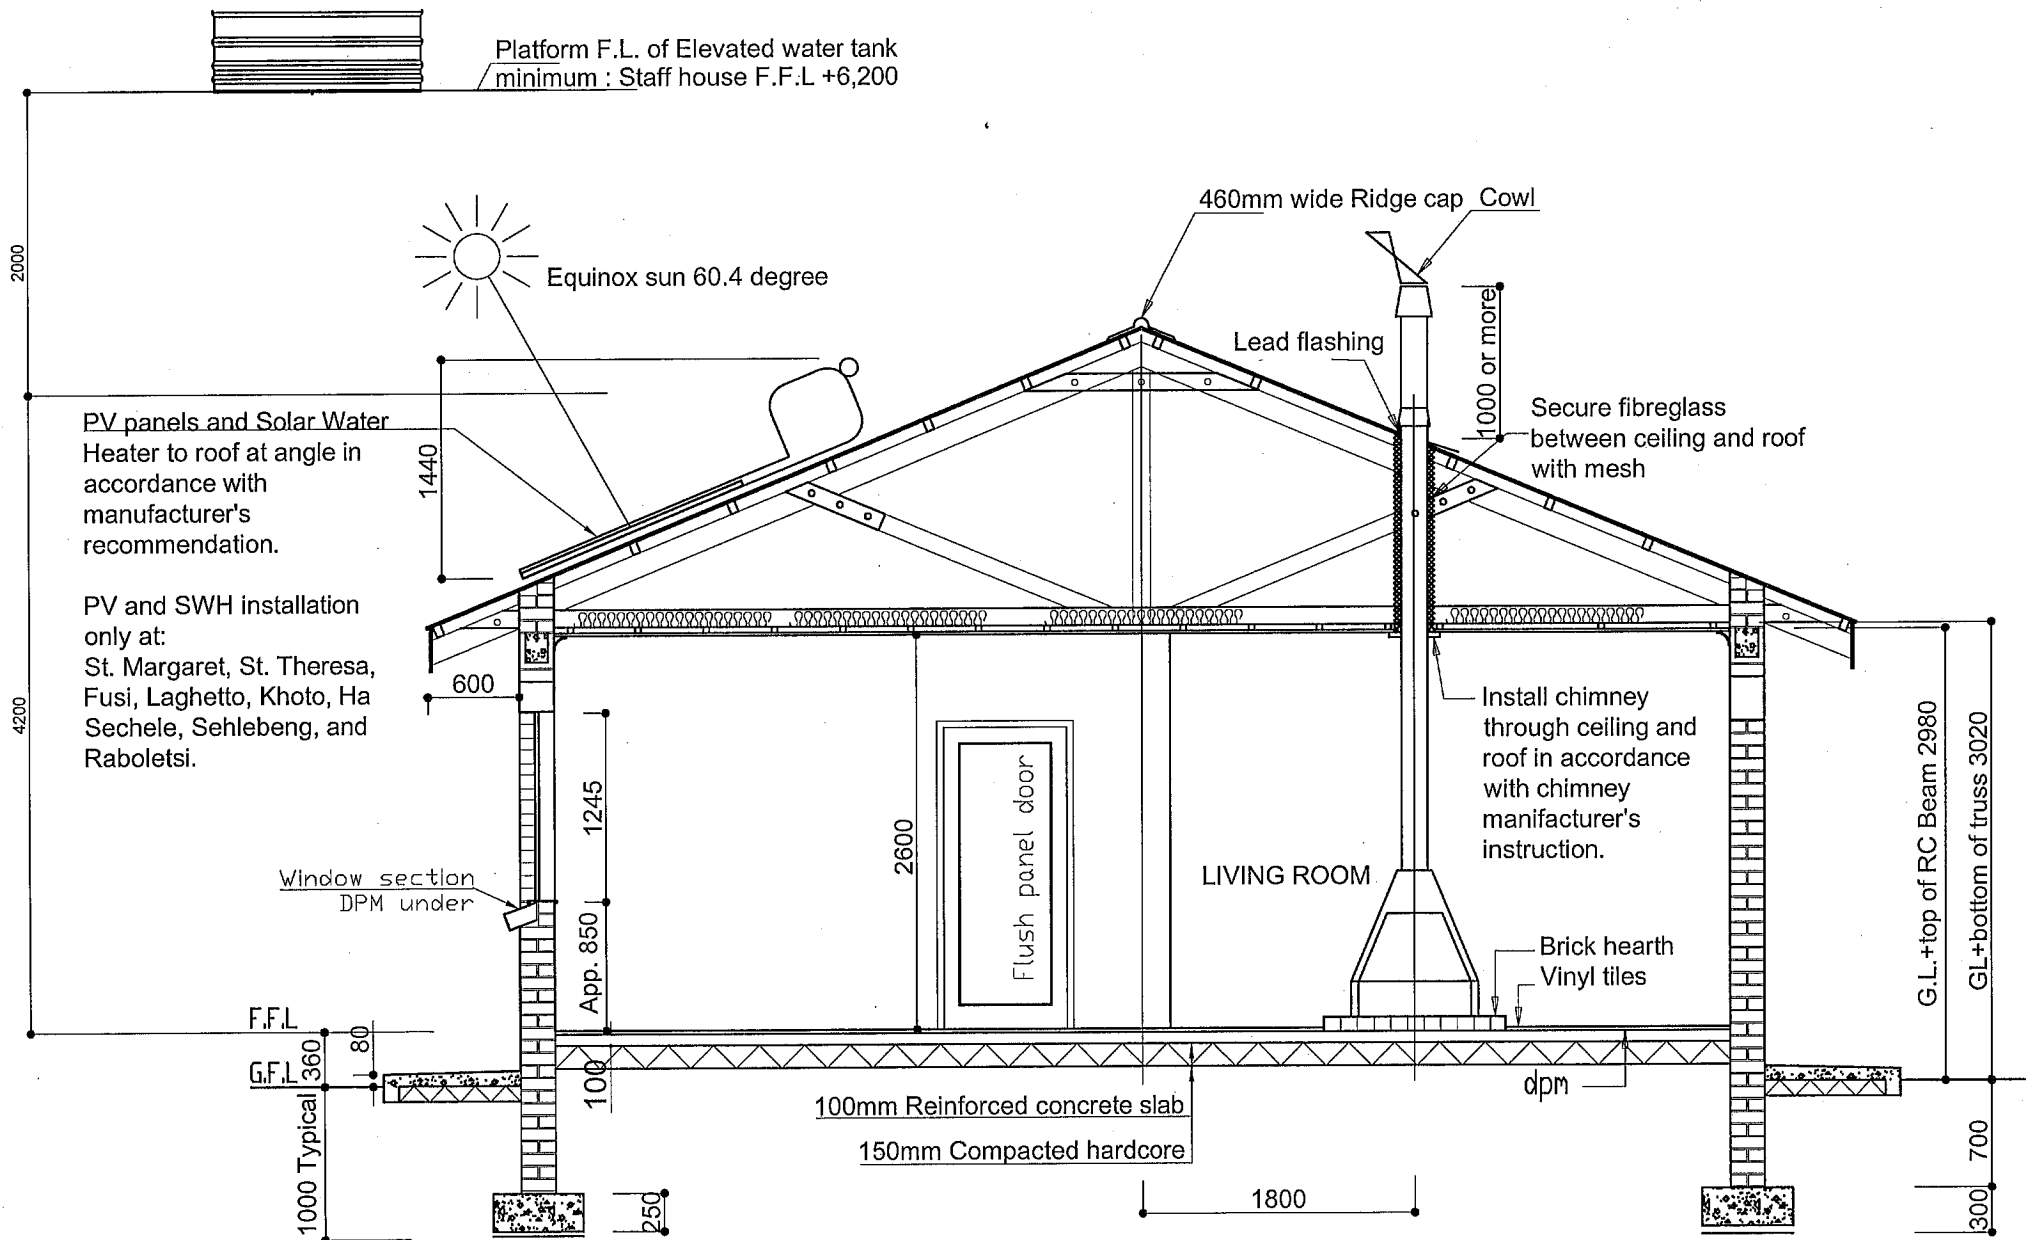 Platform F.L. of Elevated water tank
minimum : Staff house F.F.L +6,200
2000
460mm wide Ridge cap
Cowl
Equinox sun 60.4 degree
Lead flashing
1000 or more
PV panels and Solar Water
Heater to roof at angle in
accordance with
manufacturer's
recommendation.
1440
Secure fibreglass
between ceiling and roof
with mesh
PV and SWH installation
only at:
St. Margaret, St. Theresa,
Fusi, Laghetto, Khoto, Ha
Sechele, Sehlebeng, and
Raboletsi.
4200
600
1245
2600
Flush panel door
Install chimney
through ceiling and
roof in accordance
with chimney
manifacturer's
instruction.
G.L.+top of RC Beam 2980
GL+bottom of truss 3020
LIVING ROOM
Window section
DPM under
App. 850
Brick hearth
Vinyl tiles
F.F.L
360
80
G.F.L
100
dpm
100mm Reinforced concrete slab
150mm Compacted hardcore
1000 Typical
250
1800
700
300